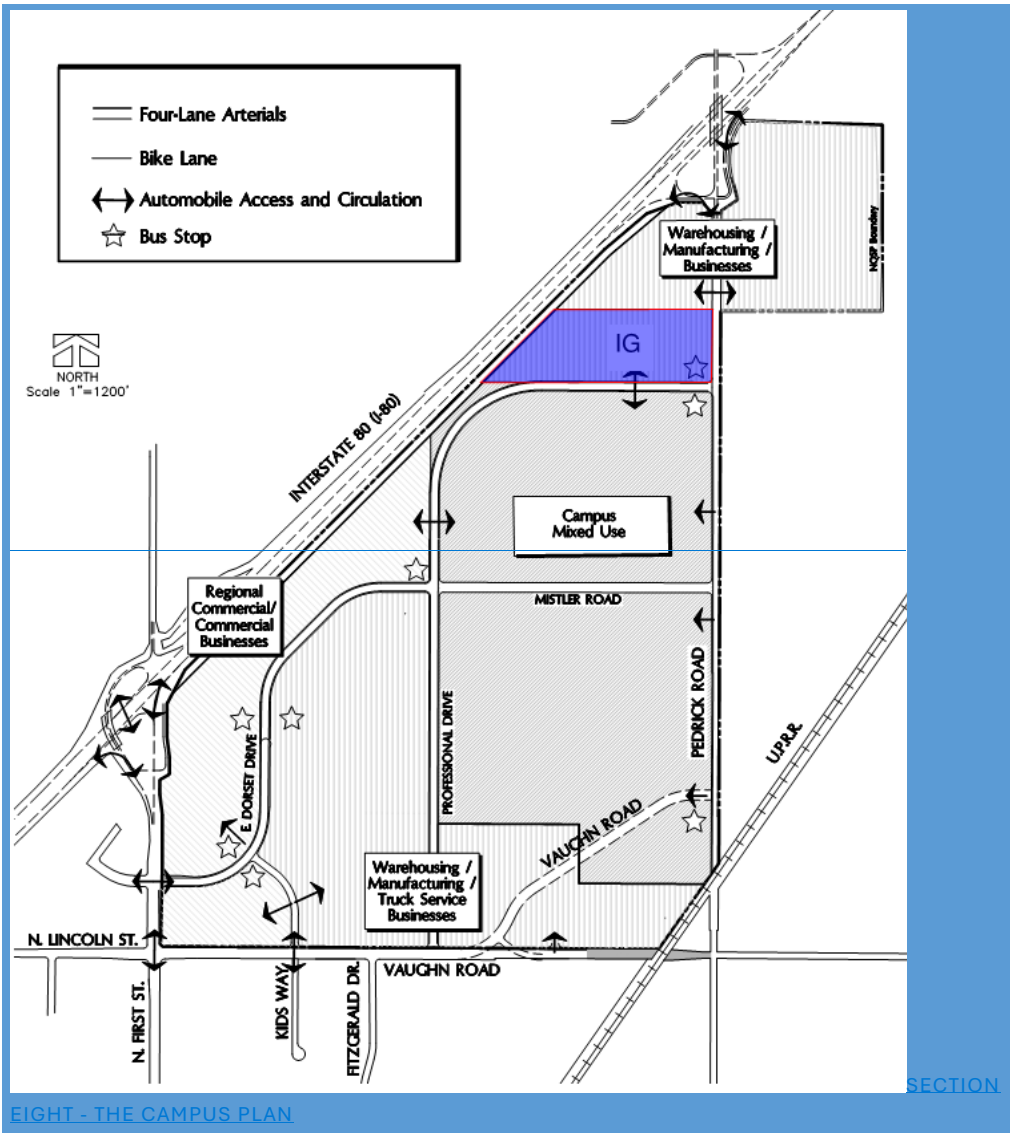 Four-Lane Arterials
Bike Lane
Automobile Access and Circulation
Bus Stop
NORTH
Scale 1"=1200'
Warehousing /
Manufacturing /
Businesses
NQSP Boundary
IG
INTERSTATE 80 (I-80)
Campus
Mixed Use
Regional
Commercial/
Commercial
Businesses
MISTLER ROAD
PEDRICK ROAD
U.P.R.R.
PROFESSIONAL DRIVE
E DORSET DRIVE
VAUGHN ROAD
Warehousing /
Manufacturing /
Truck Service
Businesses
N. LINCOLN ST.
VAUGHN ROAD
N. FIRST ST.
KIDS WAY
FITZGERALD DR.
SECTION
EIGHT - THE CAMPUS PLAN